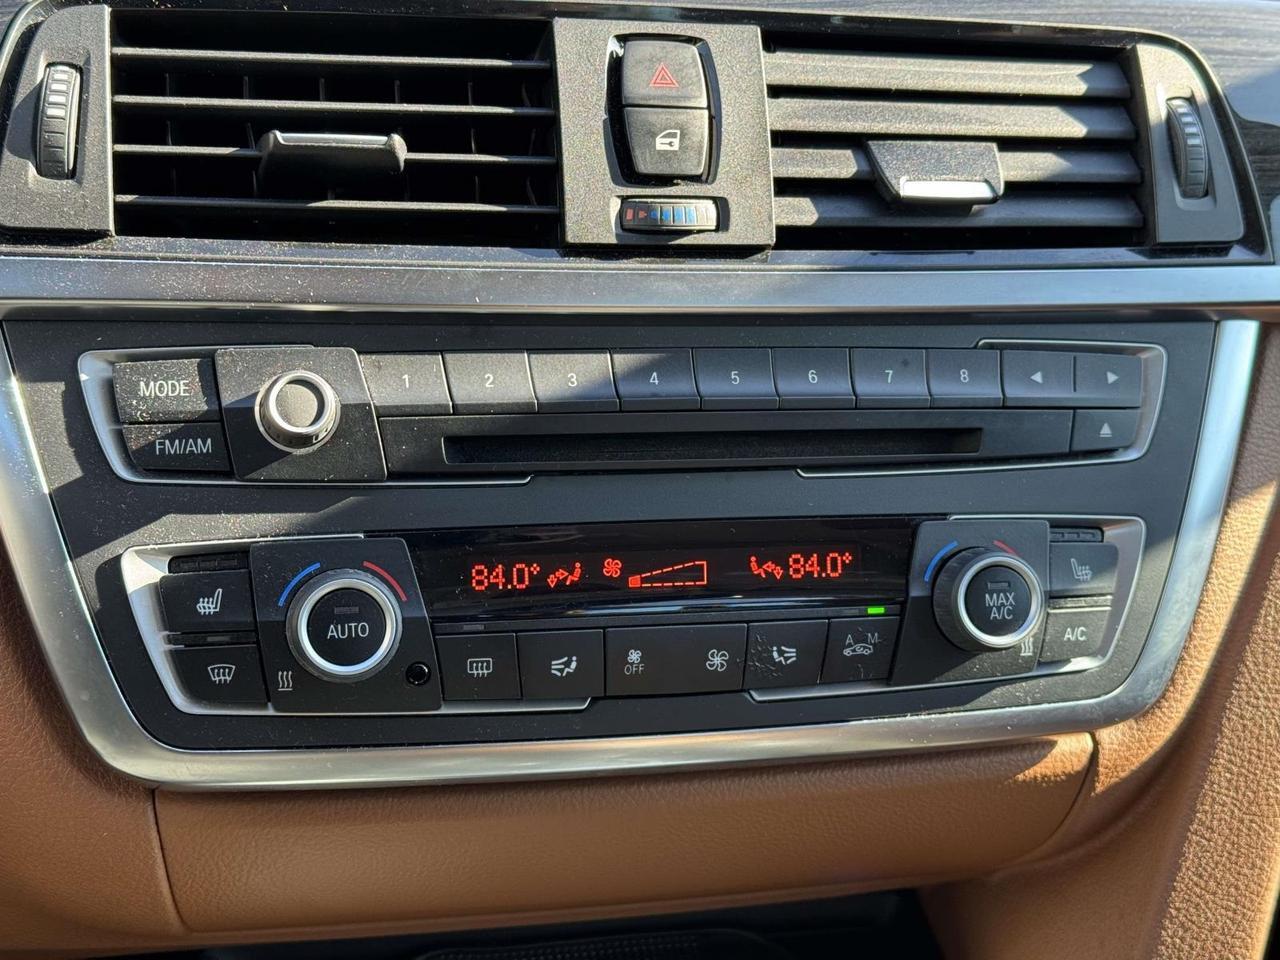 MODE
1 2 3 4 5 6 7 8
FM/AM
84.0° 84.0°
AUTO
MAX
A/C
A/C
OFF
A M